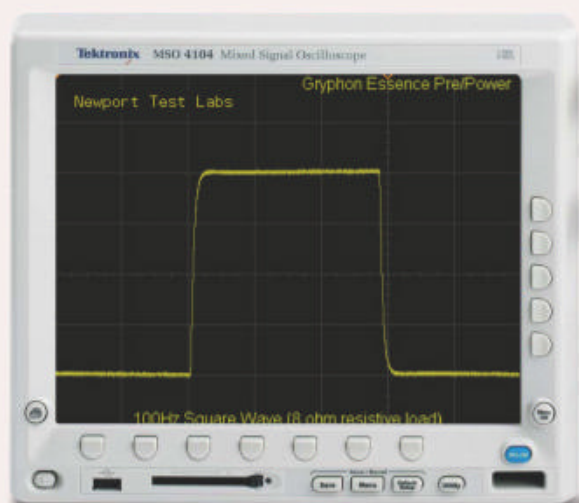 Tektronix MSO 4104 Mixed Signal Oscilloscope
Gryphon Essence Pre/Power
Newport Test Labs
100Hz Square Wave (8 ohm resistive load)
Save Menu Utility